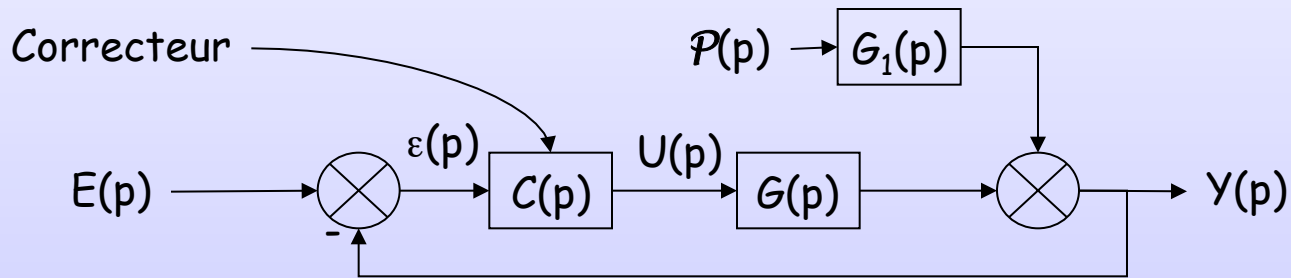 Correcteur
𝒫(p)
G₁(p)
E(p)
-
ε(p)
C(p)
U(p)
G(p)
Y(p)